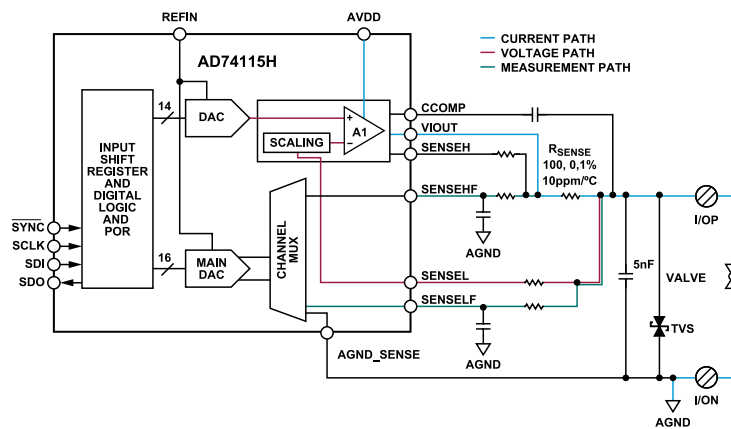 REFIN
AVDD
AD74115H
CURRENT PATH
VOLTAGE PATH
MEASUREMENT PATH
14
DAC
SCALING
+
−
A1
CCOMP
VIOUT
SENSEH
RSENSE
100, 0,1%
10ppm/ºC
INPUT
SHIFT
REGISTER
AND
DIGITAL
LOGIC
AND
POR
SYNC
SCLK
SDI
SDO
16
MAIN
DAC
CHANNEL
MUX
SENSEHF
AGND
I/OP
SENSEL
SENSELF
AGND
5nF
VALVE
TVS
AGND_SENSE
AGND
I/ON